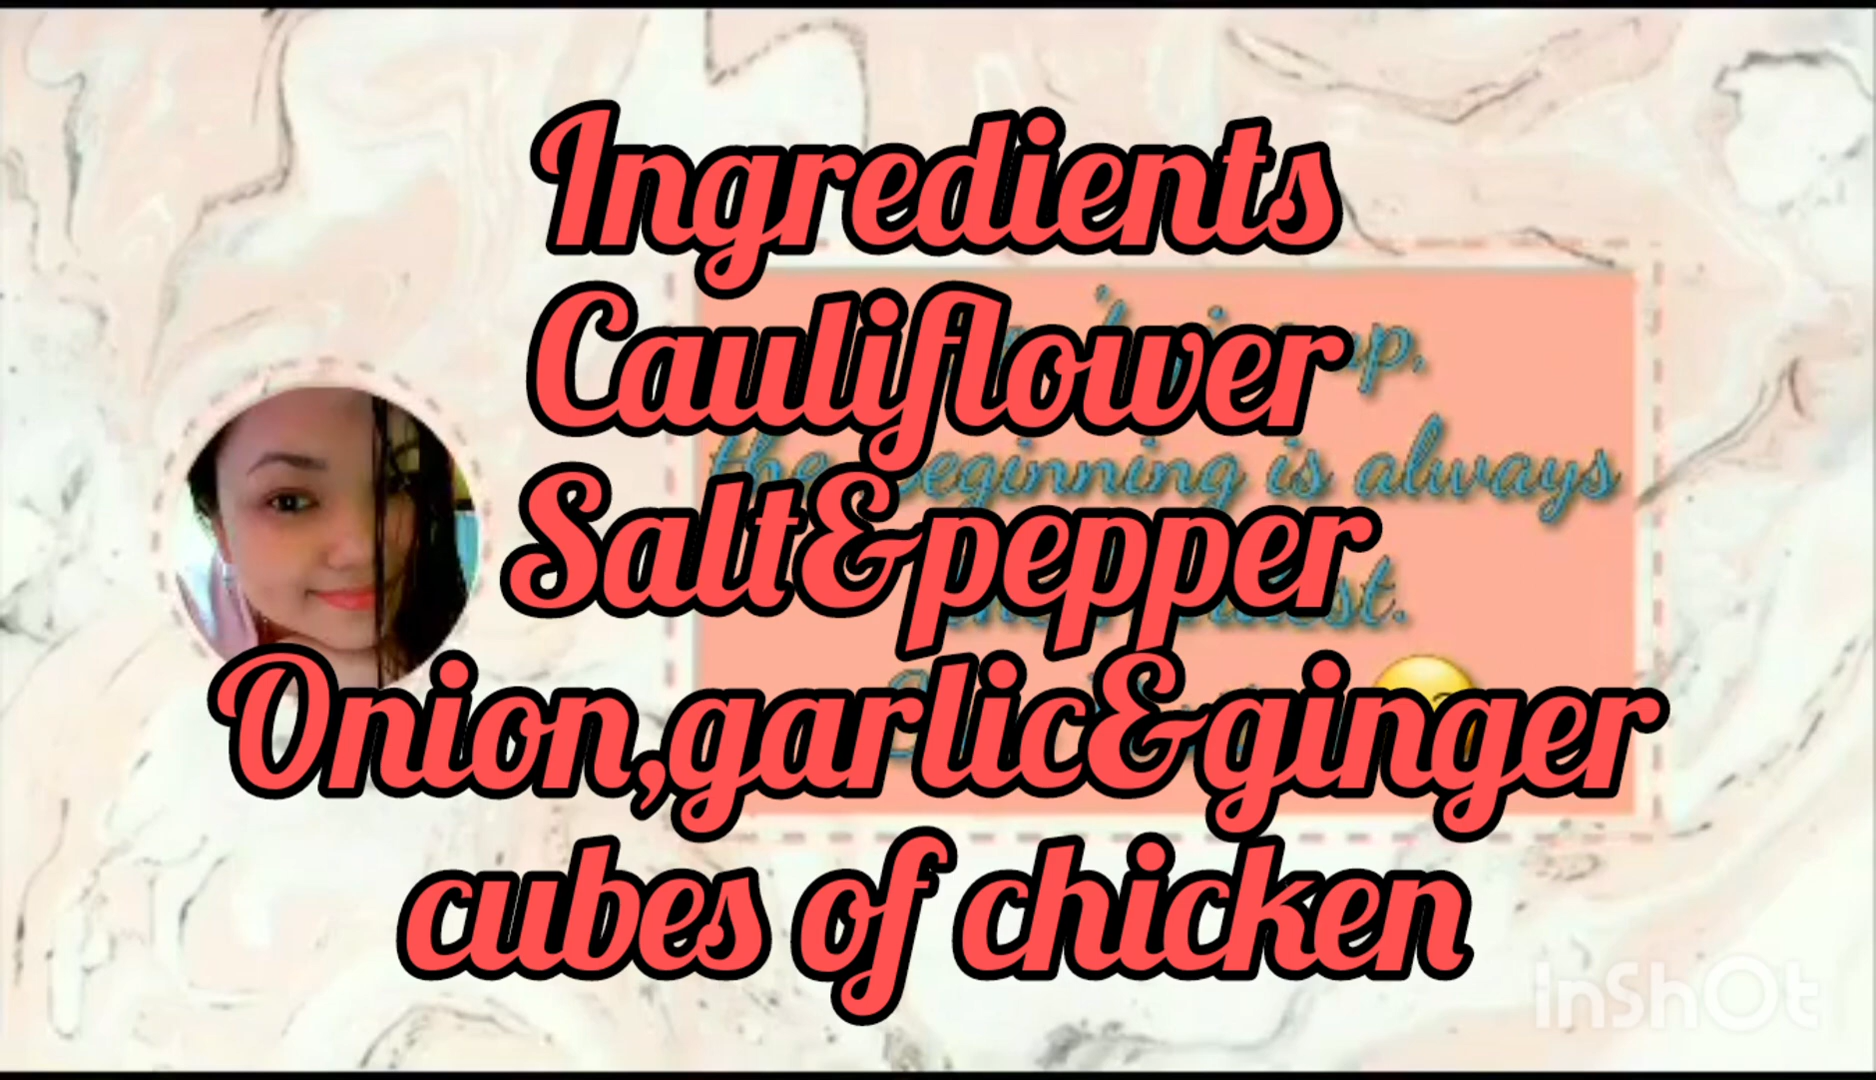 Ingredients
Cauliflower
Salt&pepper
Onion,garlic&ginger
cubes of chicken
the beginning is always
InShOt